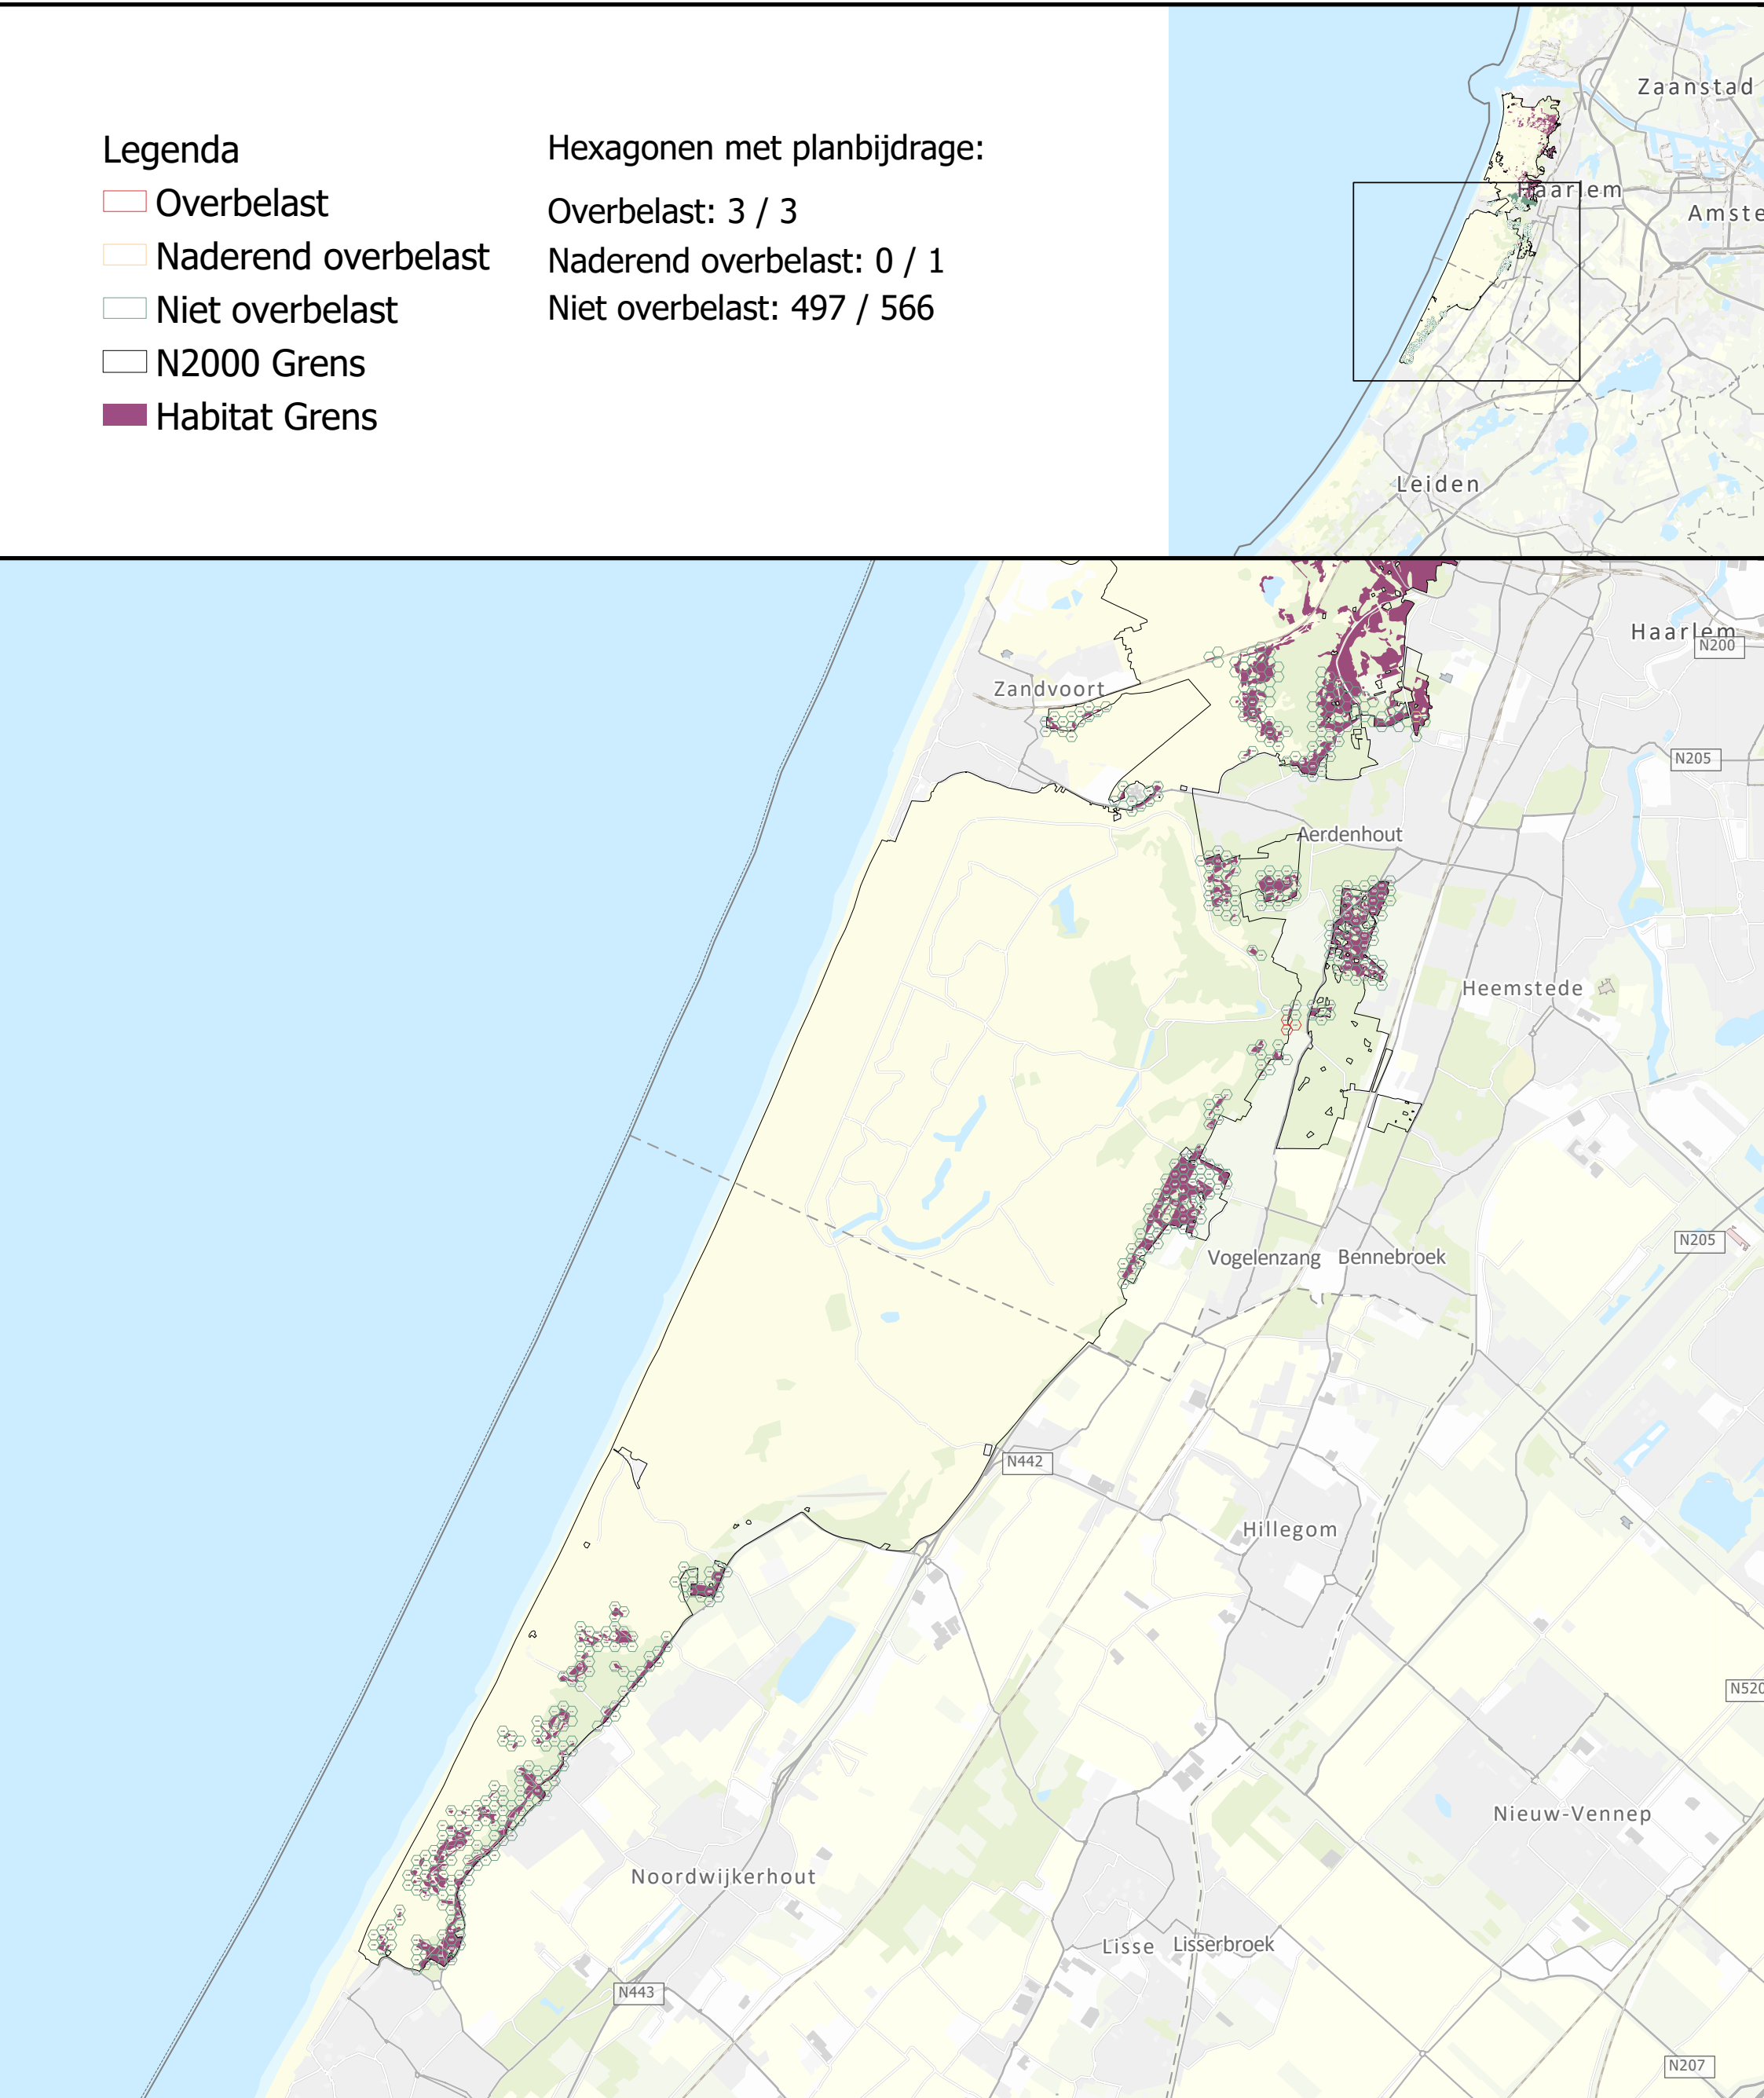 Legenda
Overbelast
Naderend overbelast
Niet overbelast
N2000 Grens
Habitat Grens
Hexagonen met planbijdrage:
Overbelast: 3 / 3
Naderend overbelast: 0 / 1
Niet overbelast: 497 / 566
Zaanstad
Haarlem
Amste
Leiden
Haarlem
N200
Zandvoort
N205
Aerdenhout
Heemstede
N205
Vogelenzang
Bennebroek
N442
Hillegom
N520
Nieuw-Vennep
Noordwijkerhout
Lisse
Lisserbroek
N443
N207